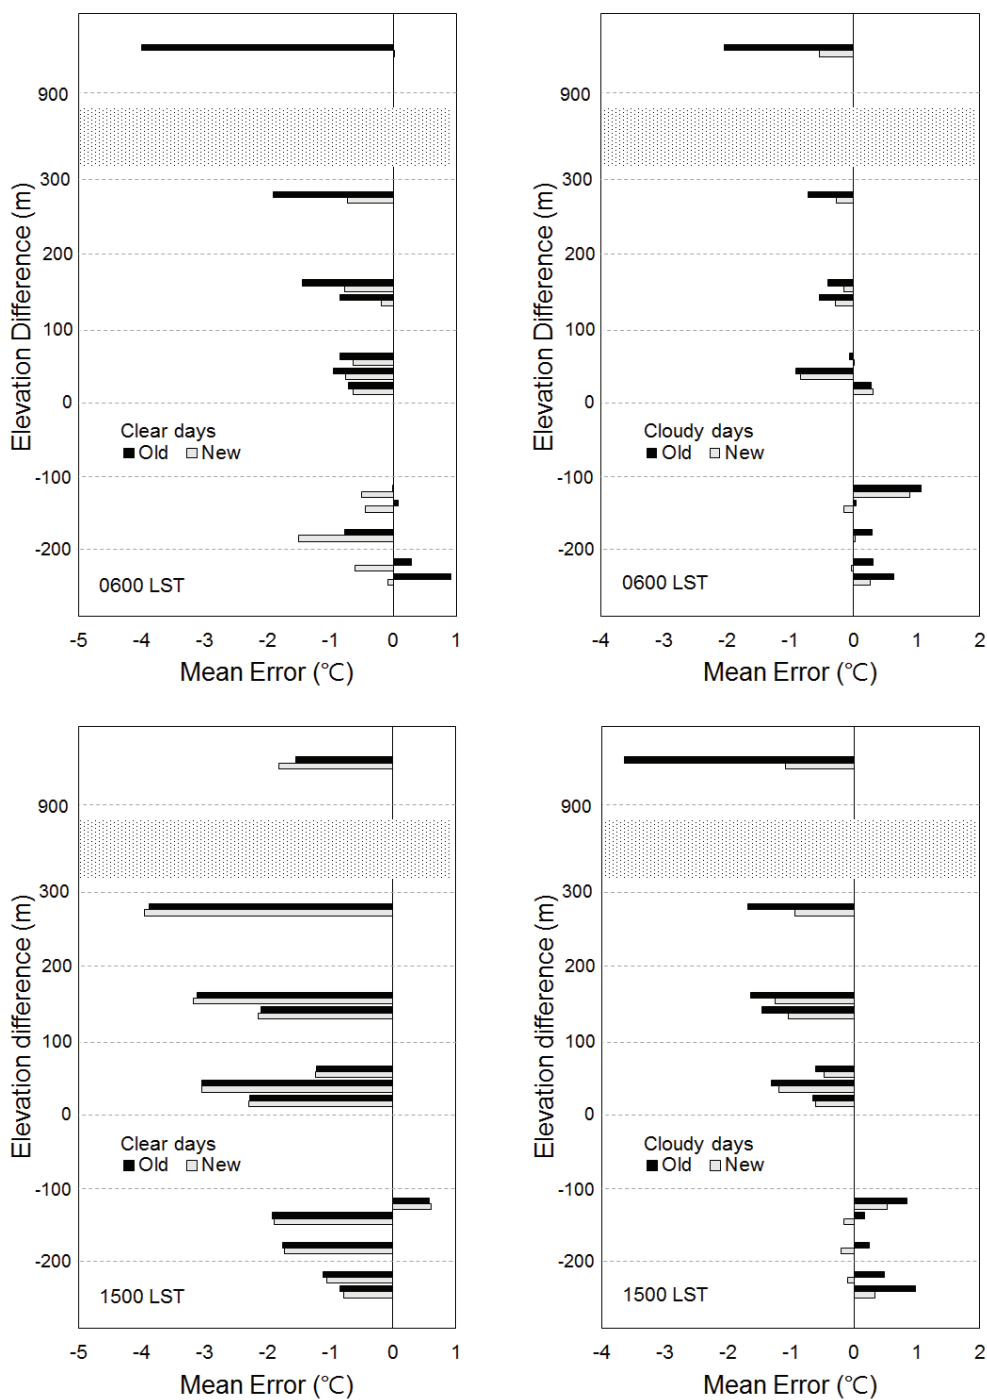 Elevation Difference (m)
900
300
200
100
0
-100
-200
Clear days
Old New
0600 LST
-5 -4 -3 -2 -1 0 1
Mean Error (℃)
Elevation Difference (m)
900
300
200
100
0
-100
-200
Cloudy days
Old New
0600 LST
-4 -3 -2 -1 0 1 2
Mean Error (℃)
Elevation difference (m)
900
300
200
100
0
-100
-200
Clear days
Old New
1500 LST
-5 -4 -3 -2 -1 0 1
Mean Error (℃)
Elevation difference (m)
900
300
200
100
0
-100
-200
Cloudy days
Old New
1500 LST
-4 -3 -2 -1 0 1 2
Mean Error (℃)